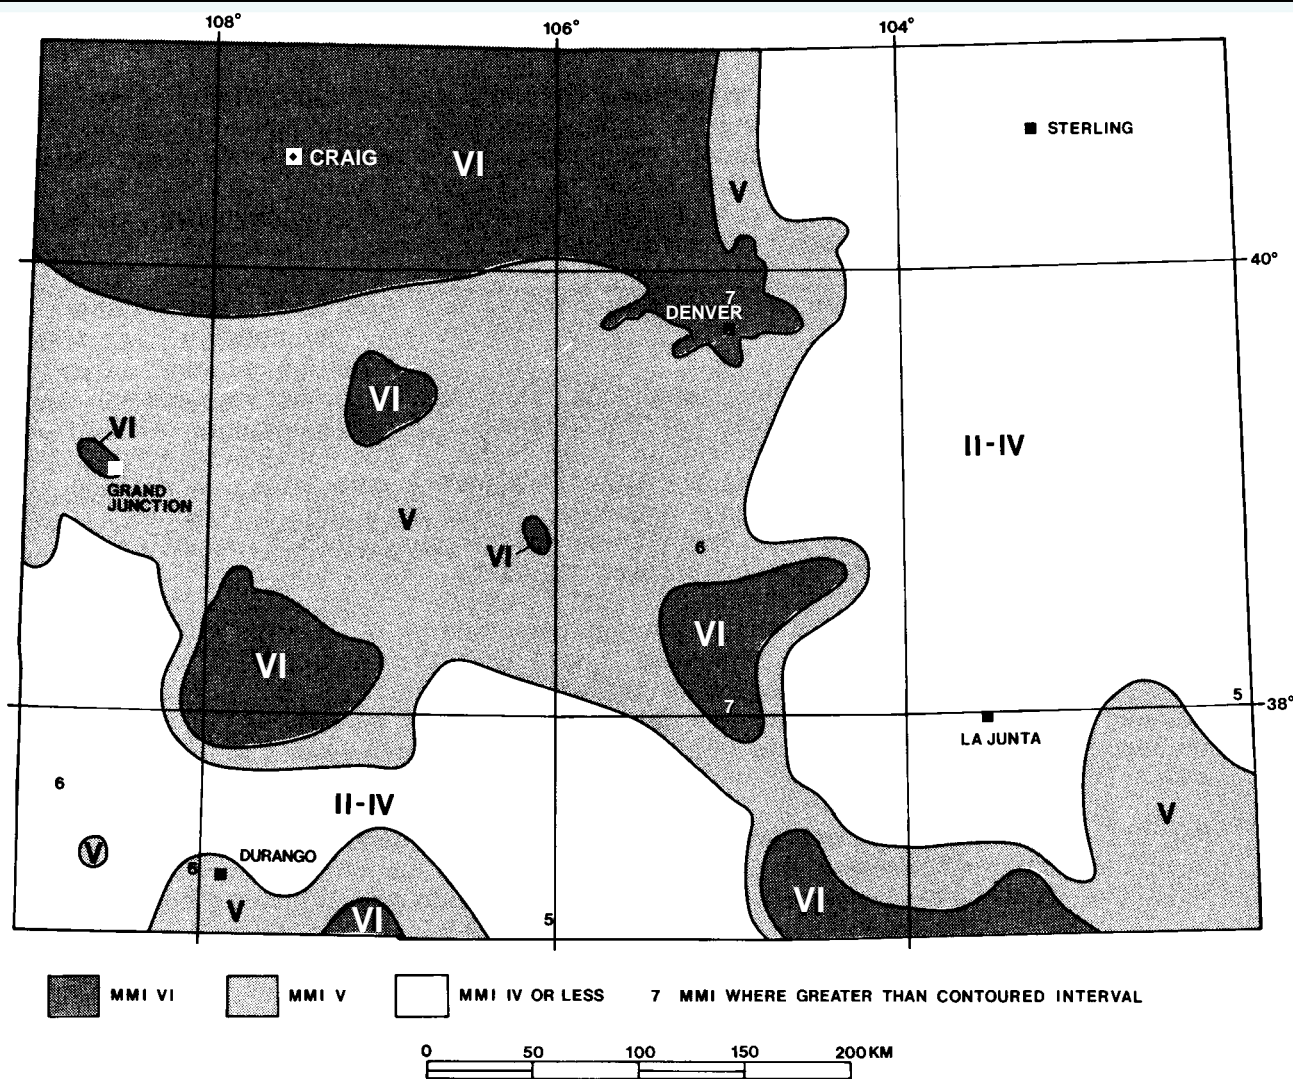 108° 106° 104°
STERLING
CRAIG VI
V
40°
7
DENVER
VI
VI
II-IV
GRAND
JUNCTION
V
6
VI
VI
VI
5
7
38°
LA JUNTA
6
II-IV
V
V
DURANGO
6
VI
V
VI
5
MMI VI MMI V MMI IV OR LESS 7 MMI WHERE GREATER THAN CONTOURED INTERVAL
0 50 100 150 200 KM